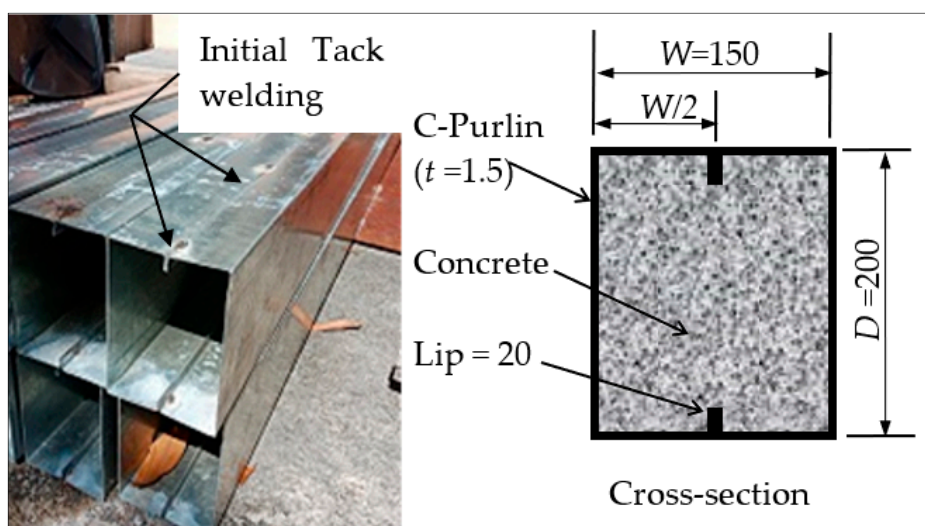 Initial Tack
welding
W=150
W/2
C-Purlin
(t =1.5)
Concrete
Lip = 20
D =200
Cross-section